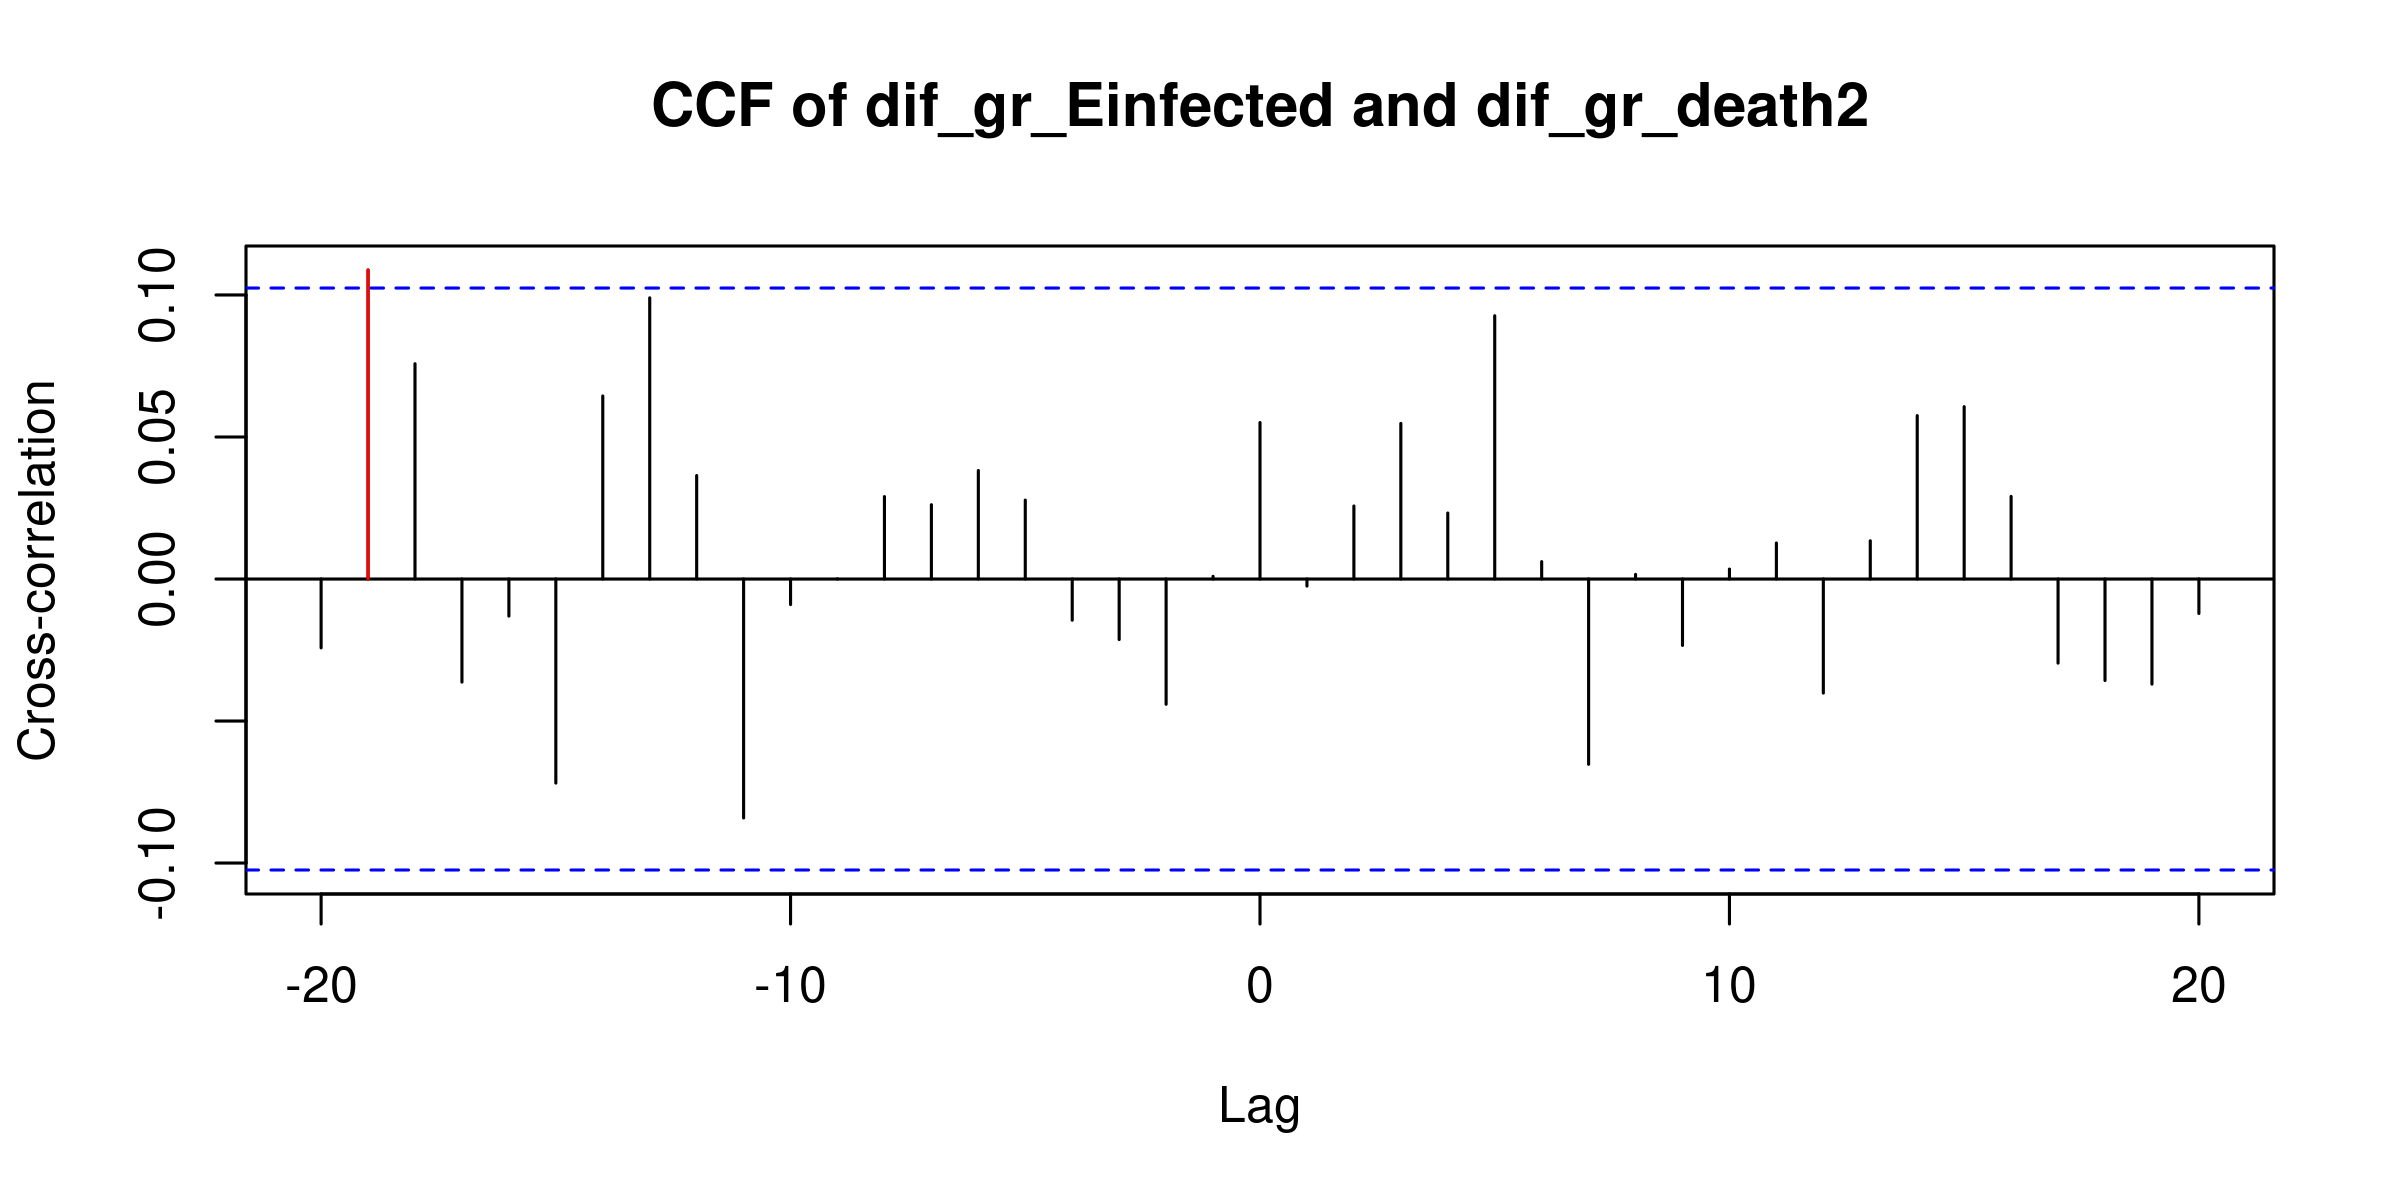 CCF of dif_gr_Einfected and dif_gr_death2
Cross-correlation
0.10
0.05
0.00
-0.10
-20 -10 0 10 20
Lag